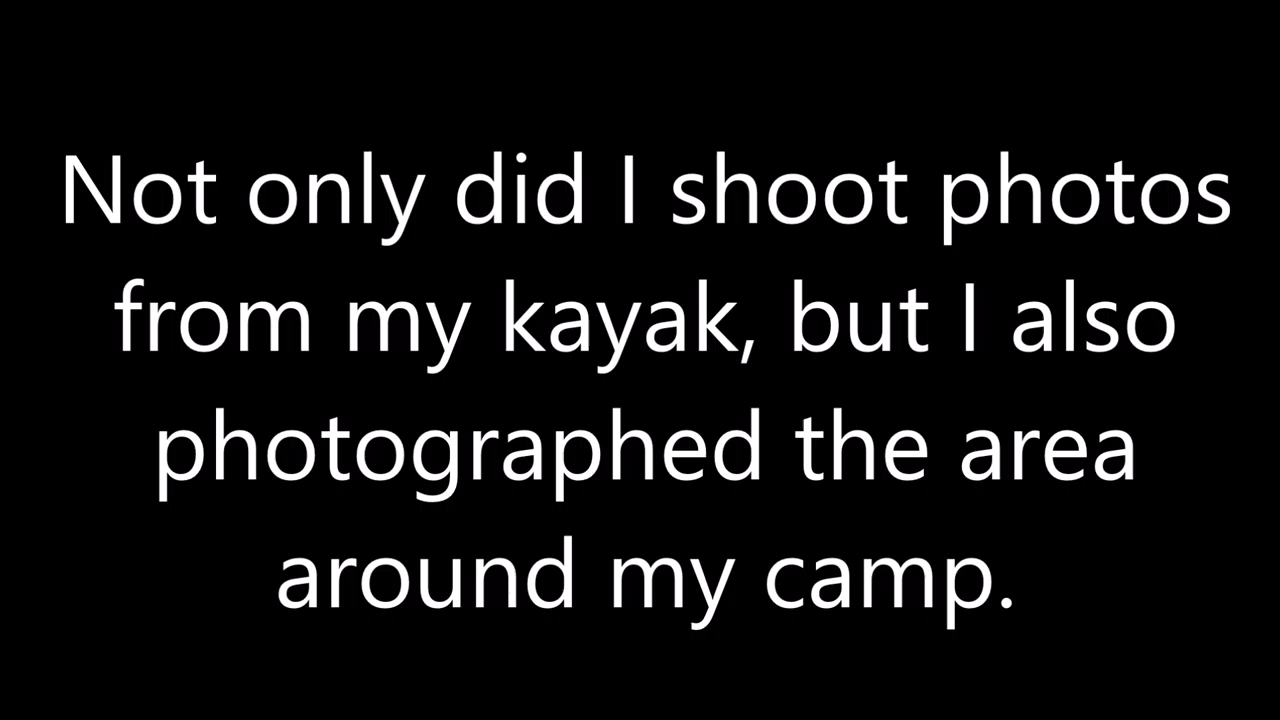 Not only did I shoot photos
from my kayak, but I also
photographed the area
around my camp.